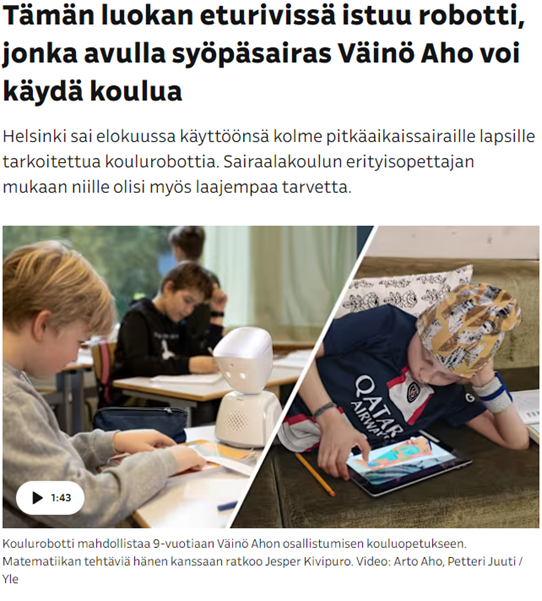 Tämän luokan eturivissä istuu robotti,
jonka avulla syöpäsairas Väinö Aho voi
käydä koulua
Helsinki sai elokuussa käyttöönsä kolme pitkäaikaissairaille lapsille
tarkoitettua koulurobottia. Sairaalakoulun erityisopettajan
mukaan niille olisi myös laajempaa tarvetta.
QATAR
AIRWAYS
1:43
Koulurobotti mahdollistaa 9-vuotiaan Väinö Ahon osallistumisen kouluopetukseen.
Matematiikan tehtäviä hänen kanssaan ratkoo Jesper Kivipuro. Video: Arto Aho, Petteri Juuti /
Yle